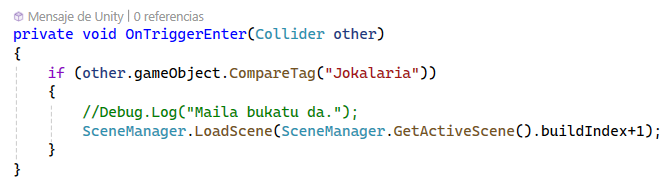 Mensaje de Unity | 0 referencias
private void OnTriggerEnter(Collider other)
{
    if (other.gameObject.CompareTag("Jokalaria"))
    {
        //Debug.Log("Maila bukatu da.");
        SceneManager.LoadScene(SceneManager.GetActiveScene().buildIndex+1);
    }
}